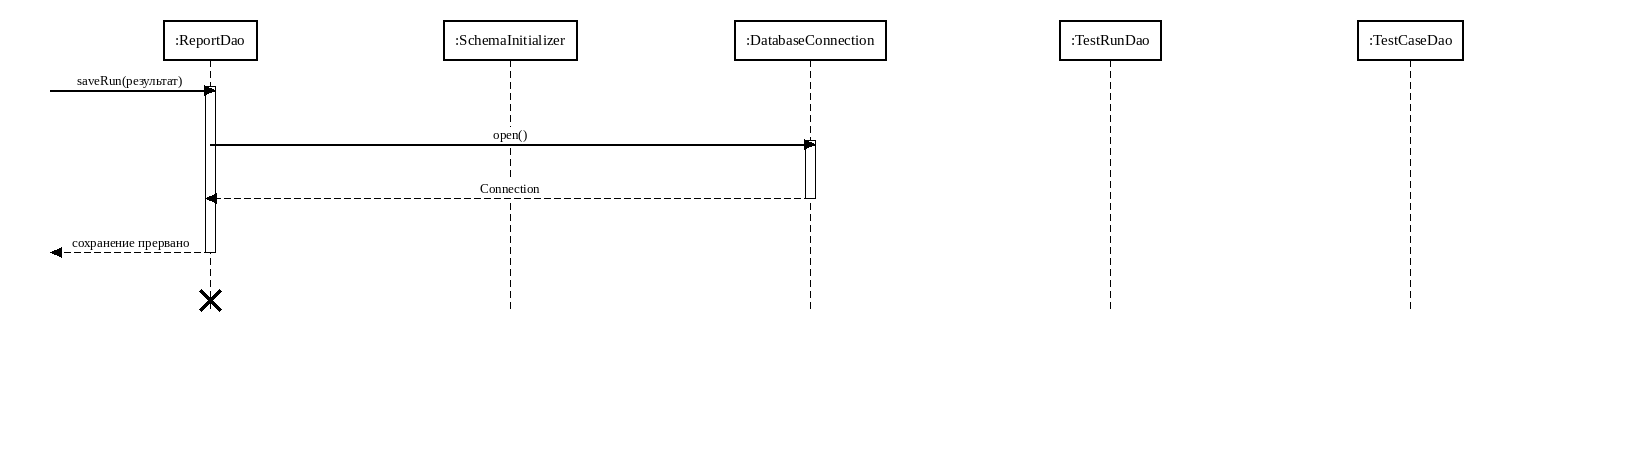 :ReportDao
:SchemaInitializer
:DatabaseConnection
:TestRunDao
:TestCaseDao
saveRun(результат)
open()
Connection
сохранение прервано